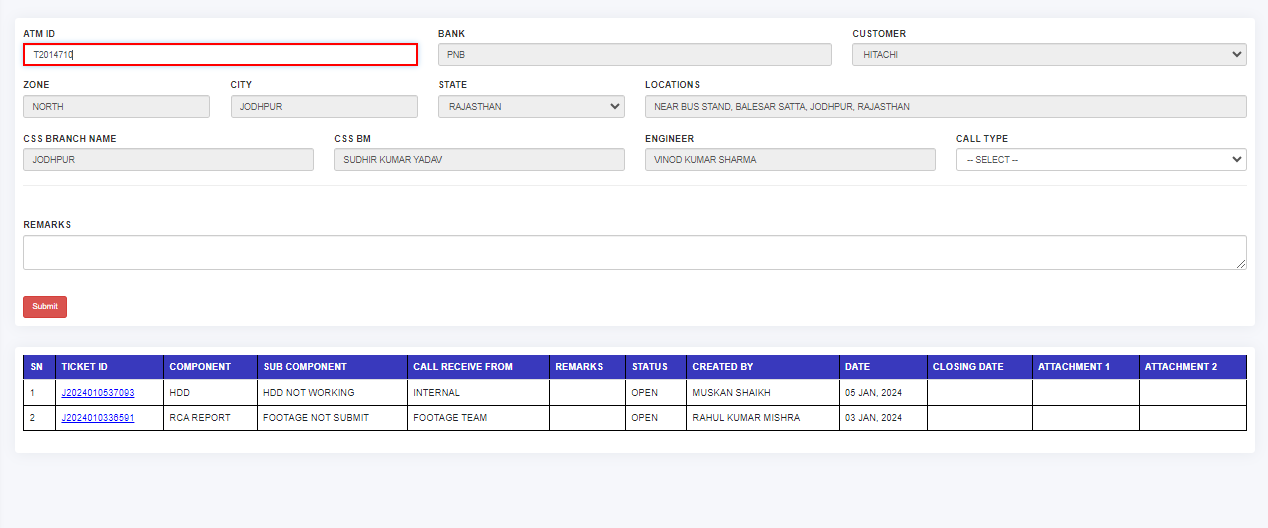 ATM ID BANK CUSTOMER
T2014710 PNB HITACHI
ZONE CITY STATE LOCATIONS
NORTH JODHPUR RAJASTHAN NEAR BUS STAND, BALESAR SATTA, JODHPUR, RAJASTHAN
CSS BRANCH NAME CSS BM ENGINEER CALL TYPE
JODHPUR SUDHIR KUMAR YADAV VINOD KUMAR SHARMA -- SELECT --
REMARKS
Submit
SN TICKET ID COMPONENT SUB COMPONENT CALL RECEIVE FROM REMARKS STATUS CREATED BY DATE CLOSING DATE ATTACHMENT 1 ATTACHMENT 2
1 J2024010537093 HDD HDD NOT WORKING INTERNAL OPEN MUSKAN SHAIKH 05 JAN, 2024
2 J2024010336591 RCA REPORT FOOTAGE NOT SUBMIT FOOTAGE TEAM OPEN RAHUL KUMAR MISHRA 03 JAN, 2024